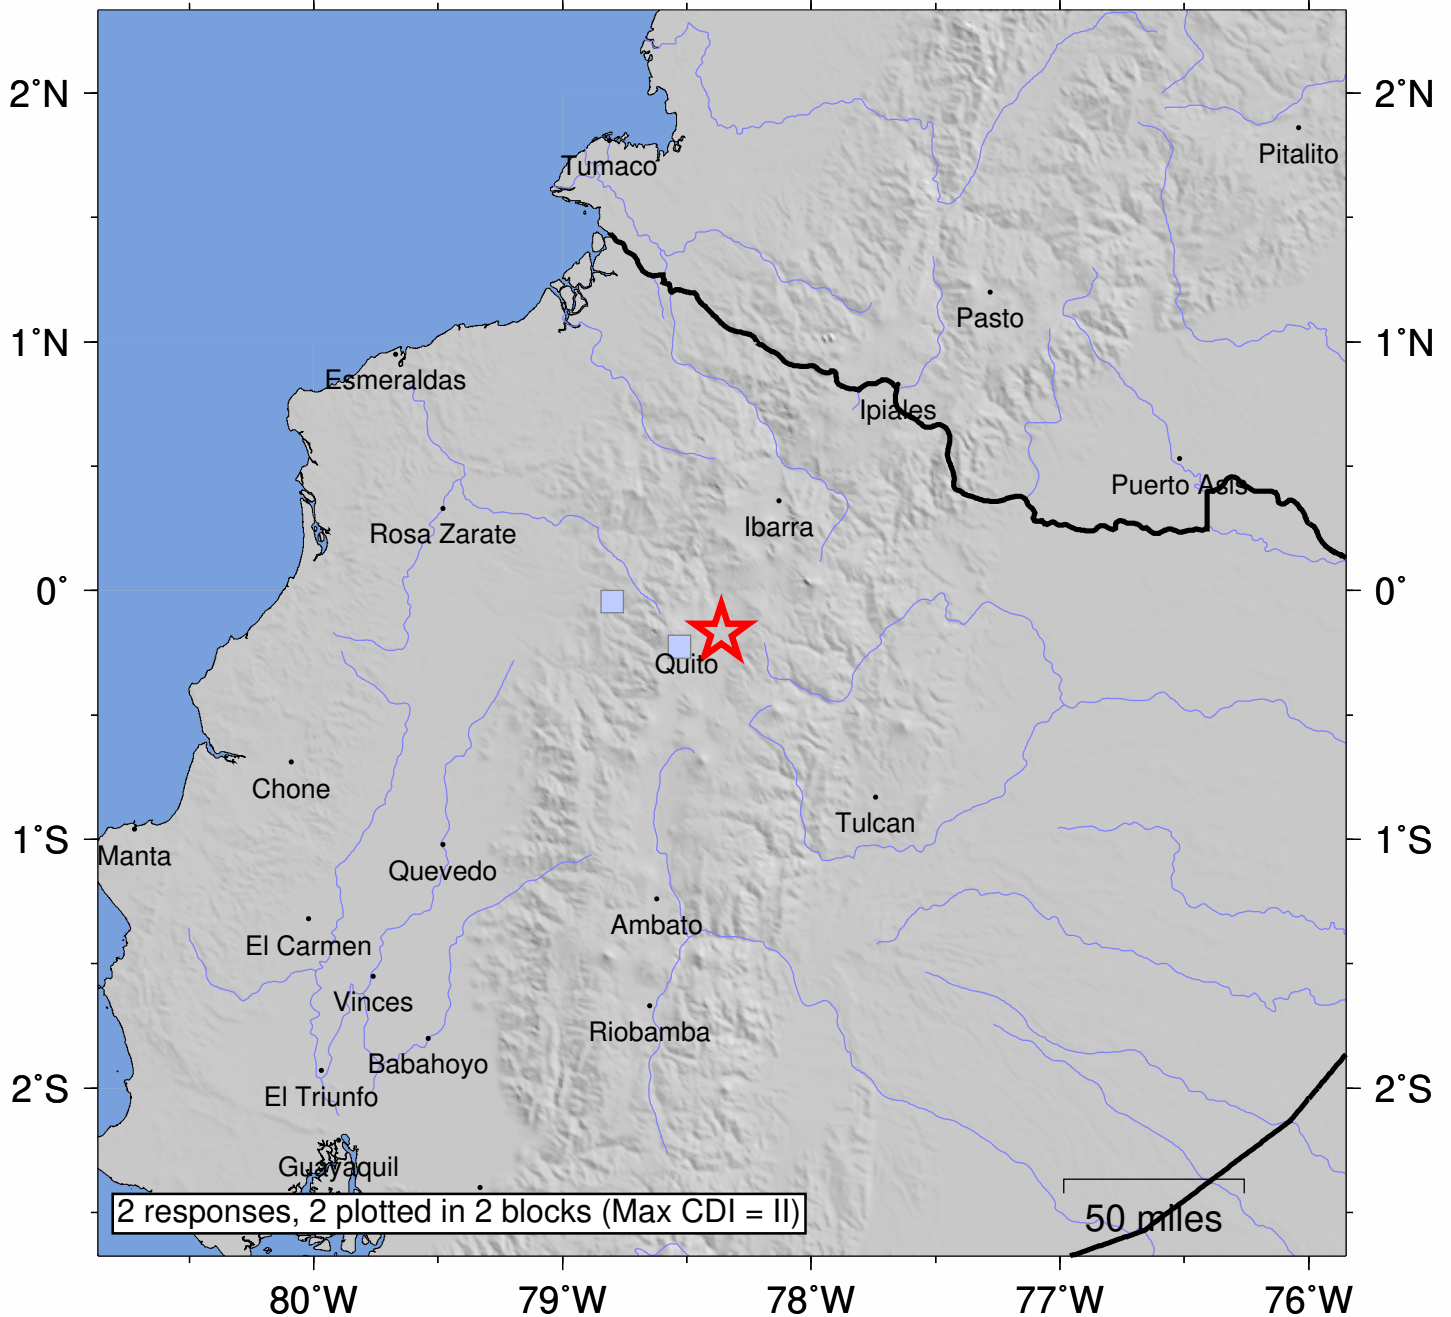 2˚N
2˚N
Pitalito
Tumaco
Pasto
1˚N
1˚N
Esmeraldas
Ipiales
Puerto Asis
Rosa Zarate
Ibarra
0˚
0˚
Quito
Chone
Tulcan
1˚S
1˚S
Manta
Quevedo
Ambato
El Carmen
Vinces
Riobamba
Babahoyo
2˚S
2˚S
El Triunfo
Guayaquil
2 responses, 2 plotted in 2 blocks (Max CDI = II)
50 miles
80˚W
79˚W
78˚W
77˚W
76˚W